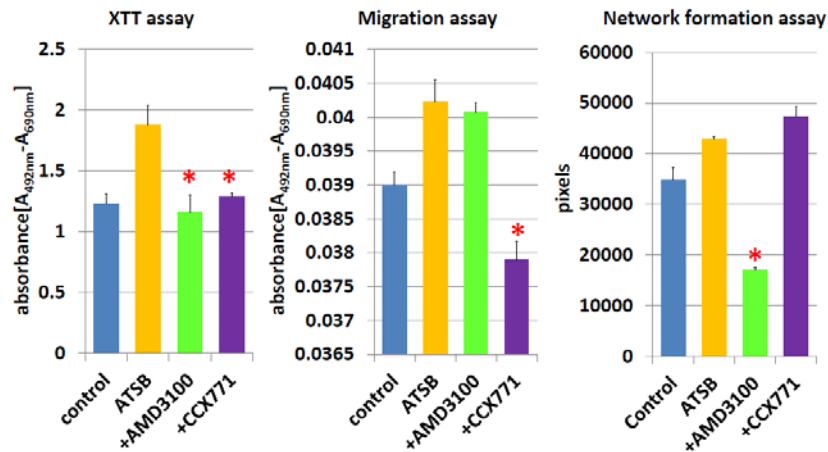 XTT assay
absorbance[A492nm-A690nm]
2.5
2
1.5
1
0.5
0
* *
control
ATSB
+AMD3100
+CCX771
Migration assay
absorbance[A492nm-A690nm]
0.041
0.0405
0.04
0.0395
0.039
0.0385
0.038
0.0375
0.037
0.0365
*
control
ATSB
+AMD3100
+CCX771
Network formation assay
pixels
60000
50000
40000
30000
20000
10000
0
*
Control
ATSB
+AMD3100
+CCX771